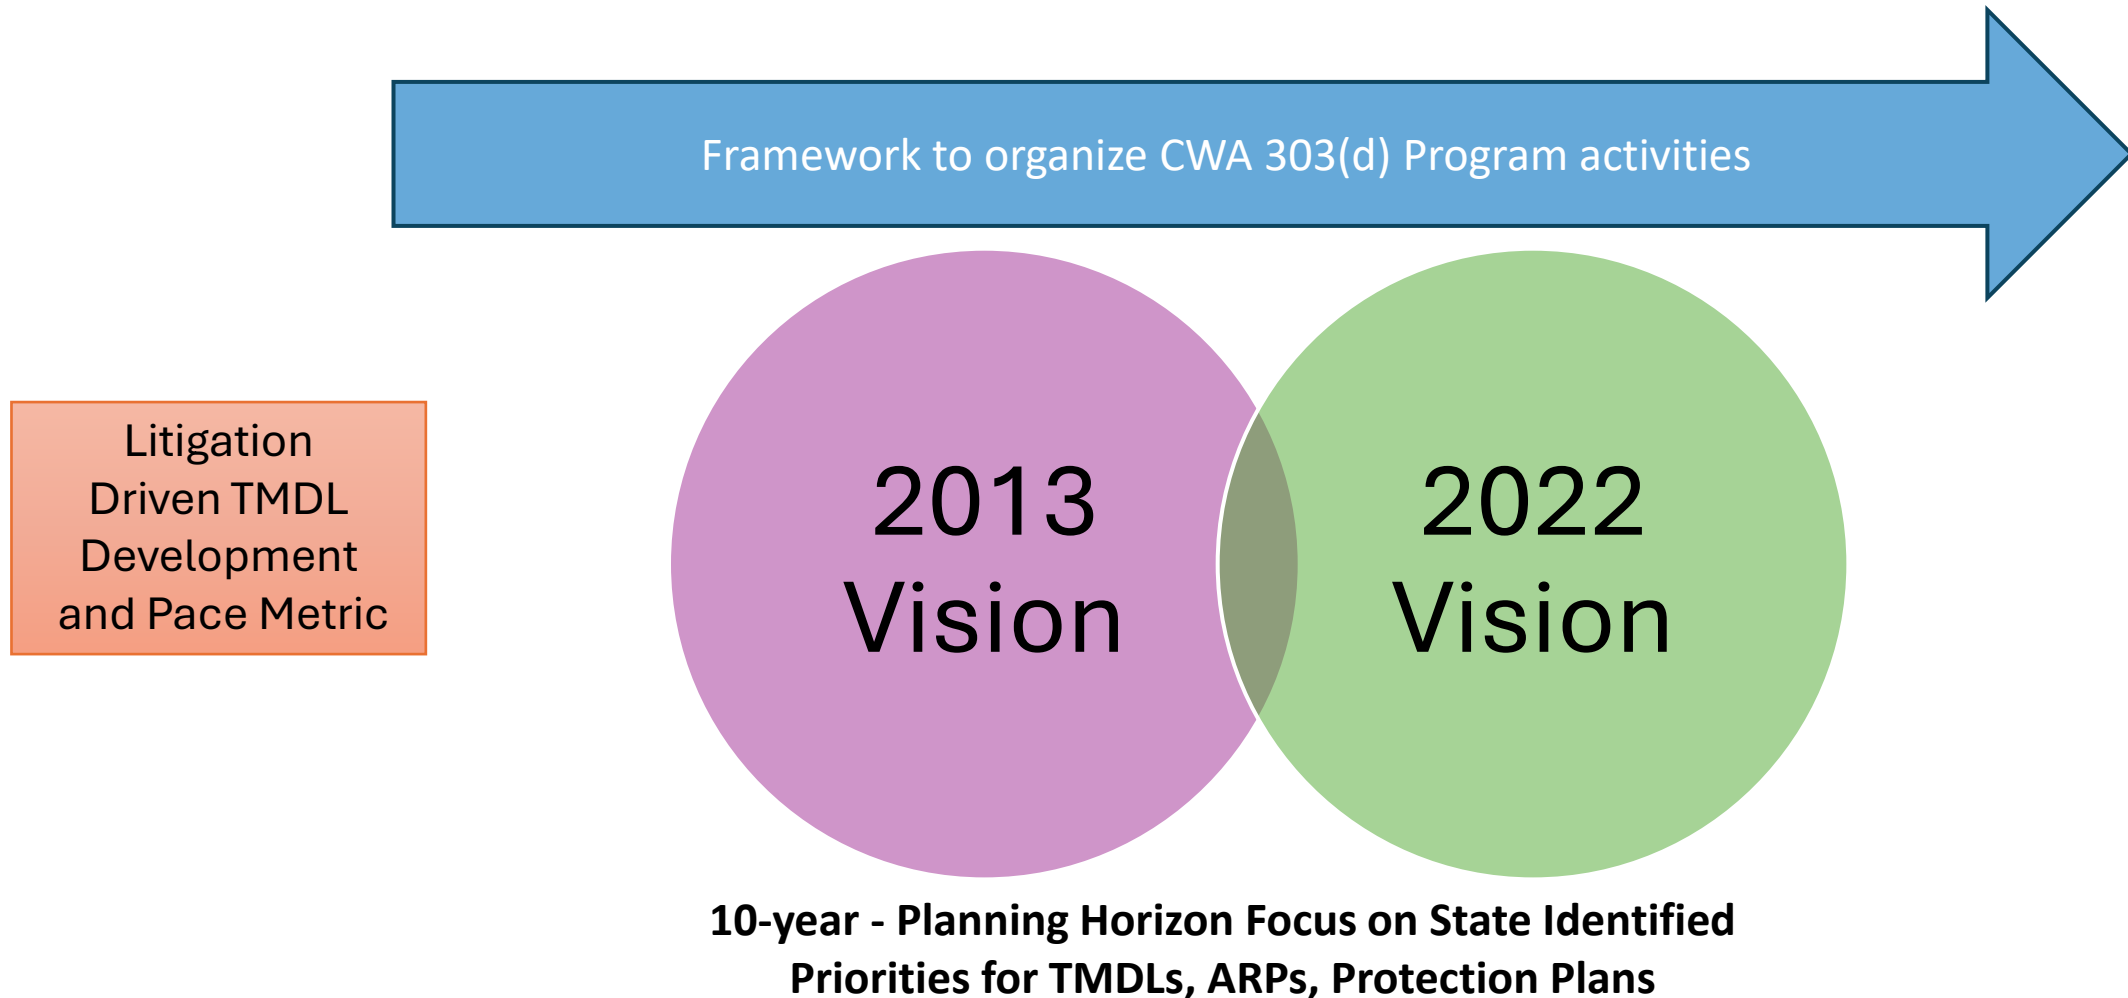 Framework to organize CWA 303(d) Program activities
Litigation
Driven TMDL
Development
and Pace Metric
2013
Vision
2022
Vision
10-year - Planning Horizon Focus on State Identified
Priorities for TMDLs, ARPs, Protection Plans